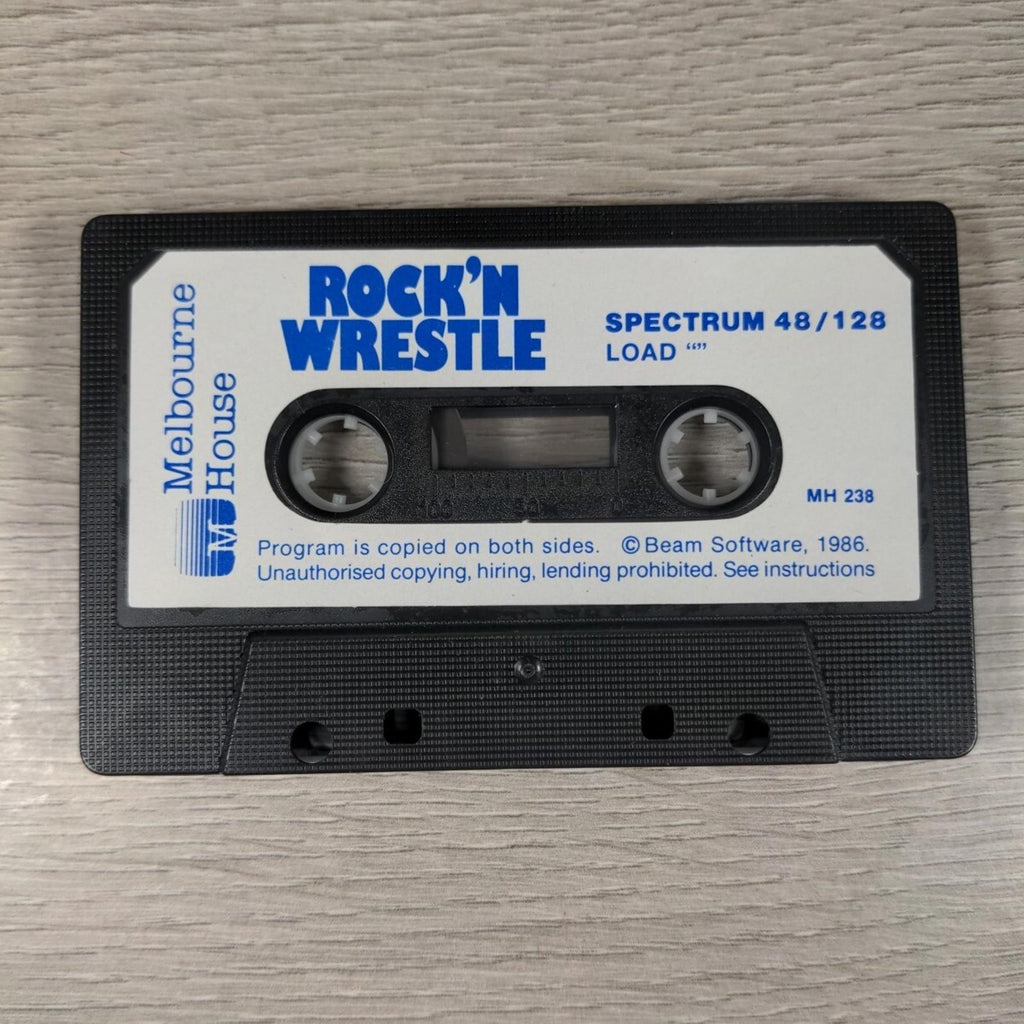 ROCK'N
WRESTLE
Melbourne
House
M
SPECTRUM 48/128
LOAD “”
MH 238
Program is copied on both sides. © Beam Software, 1986.
Unauthorised copying, hiring, lending prohibited. See instructions